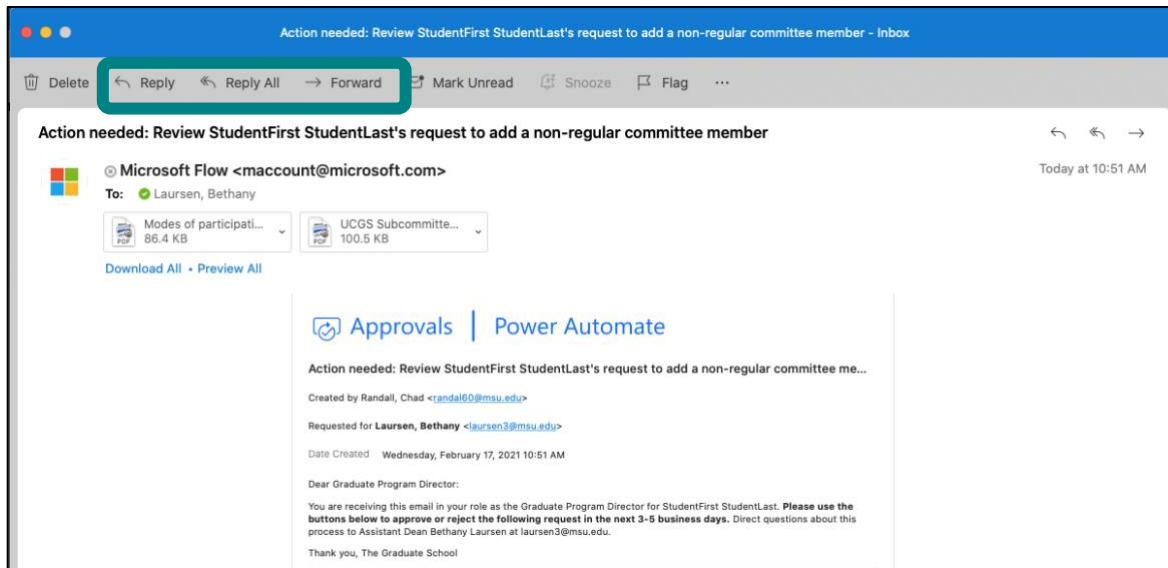 Action needed: Review StudentFirst StudentLast's request to add a non-regular committee member - Inbox
Delete Reply Reply All Forward Mark Unread Snooze Flag ...
Action needed: Review StudentFirst StudentLast's request to add a non-regular committee member
Microsoft Flow <maccount@microsoft.com>
Today at 10:51 AM
To: Laursen, Bethany
Modes of participati... UCGS Subcommitte...
PDF 86.4 KB PDF 100.5 KB
Download All • Preview All
Approvals | Power Automate
Action needed: Review StudentFirst StudentLast's request to add a non-regular committee me...
Created by Randall, Chad <randal60@msu.edu>
Requested for Laursen, Bethany <laursen3@msu.edu>
Date Created Wednesday, February 17, 2021 10:51 AM
Dear Graduate Program Director:
You are receiving this email in your role as the Graduate Program Director for StudentFirst StudentLast. Please use the
buttons below to approve or reject the following request in the next 3-5 business days. Direct questions about this
process to Assistant Dean Bethany Laursen at laursen3@msu.edu.
Thank you, The Graduate School